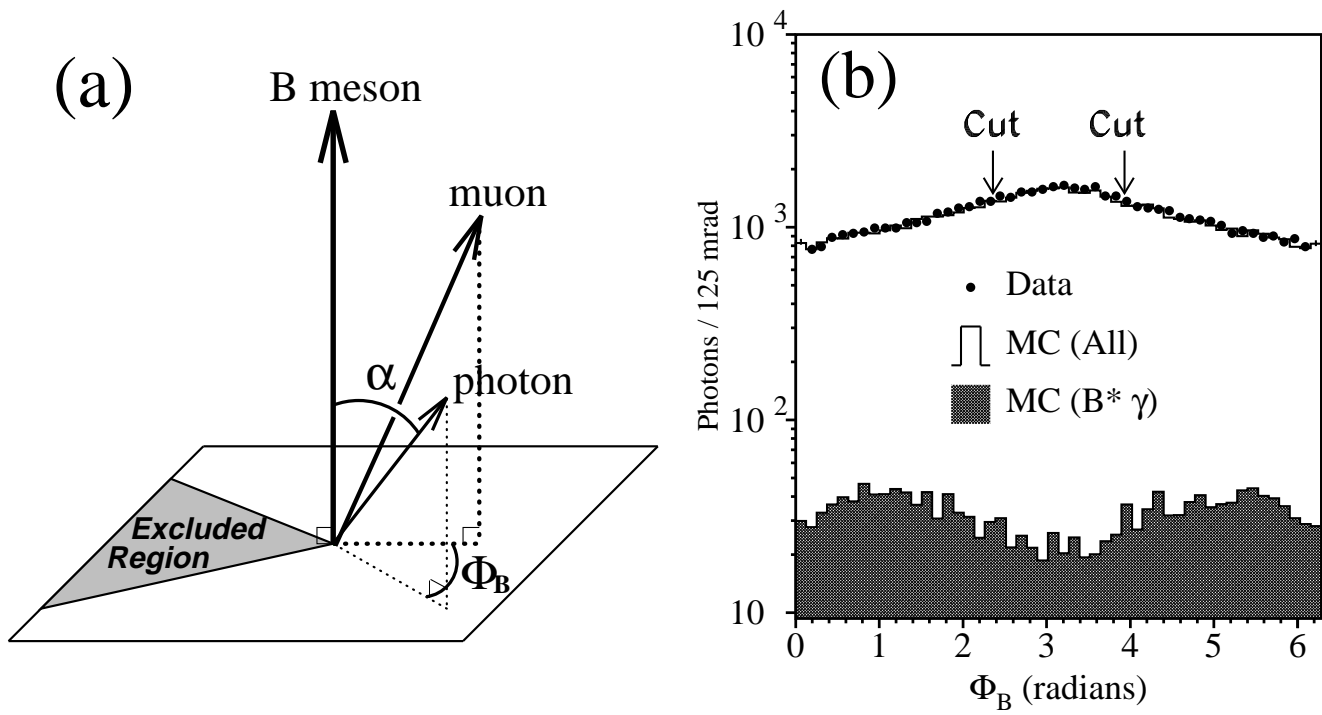 (a)
B meson
muon
α
photon
Excluded
Region
Φ_B
(b)
Photons / 125 mrad
10^4
10^3
10^2
10
Cut Cut
Data
MC (All)
MC (B* γ)
0 1 2 3 4 5 6
Φ_B (radians)